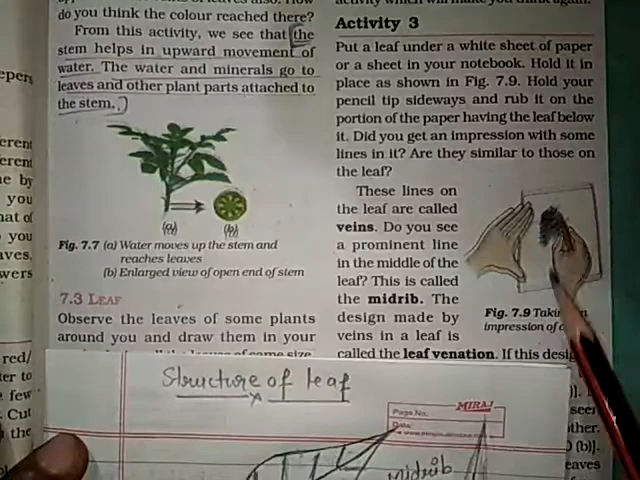 do you think the colour reached there?
From this activity, we see that the
stem helps in upward movement of
water. The water and minerals go to
leaves and other plant parts attached to
the stem.
(a)
(b)
Fig. 7.7 (a) Water moves up the stem and
reaches leaves
(b) Enlarged view of open end of stem
7.3 LEAF
Observe the leaves of some plants
around you and draw them in your
Activity 3
Put a leaf under a white sheet of paper
or a sheet in your notebook. Hold it in
place as shown in Fig. 7.9. Hold your
pencil tip sideways and rub it on the
portion of the paper having the leaf below
it. Did you get an impression with some
lines in it? Are they similar to those on
the leaf?
These lines on
the leaf are called
veins. Do you see
a prominent line
in the middle of the
leaf? This is called
the midrib. The
design made by
veins in a leaf is
called the leaf venation. If this
Fig. 7.9
impression of
Structure of leaf
MIRAJ
Page No.
Date:
Midrib